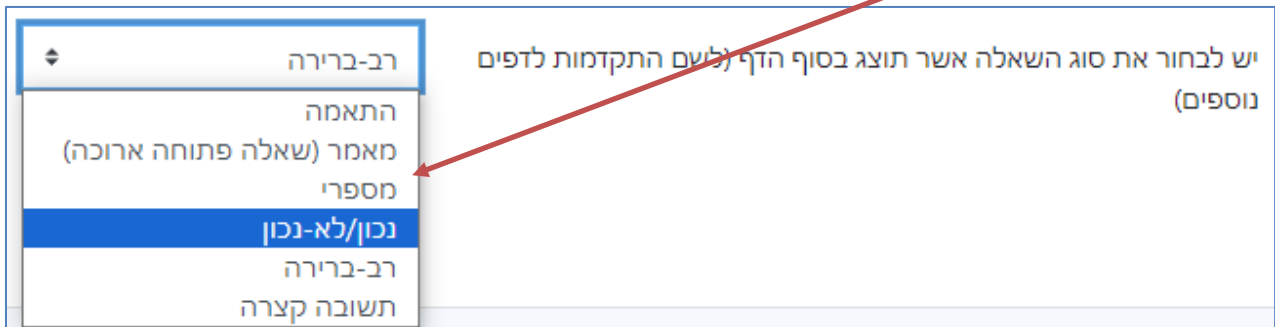 יש לבחור את סוג השאלה אשר תוצג בסוף הדף (לשם התקדמות לדפים
נוספים)
רב-ברירה
התאמה
מאמר (שאלה פתוחה ארוכה)
מספרי
נכון/לא-נכון
רב-ברירה
תשובה קצרה